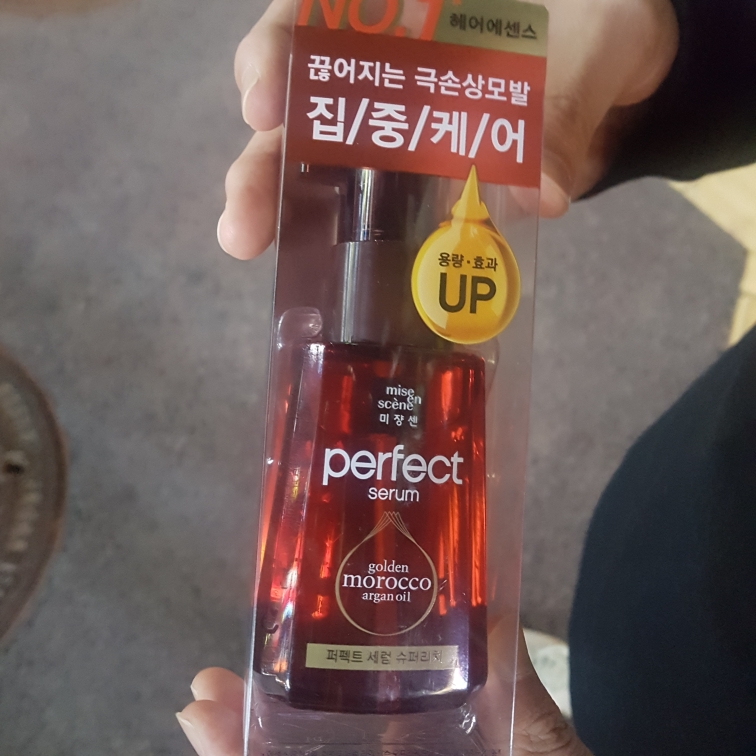 NO.1
헤어에센스
끊어지는 극손상모발
집/중/케/어
용량·효과
UP
mise
en
scène
미쟝센
perfect
serum
golden
morocco
argan oil
퍼펙트 세럼 슈퍼리치